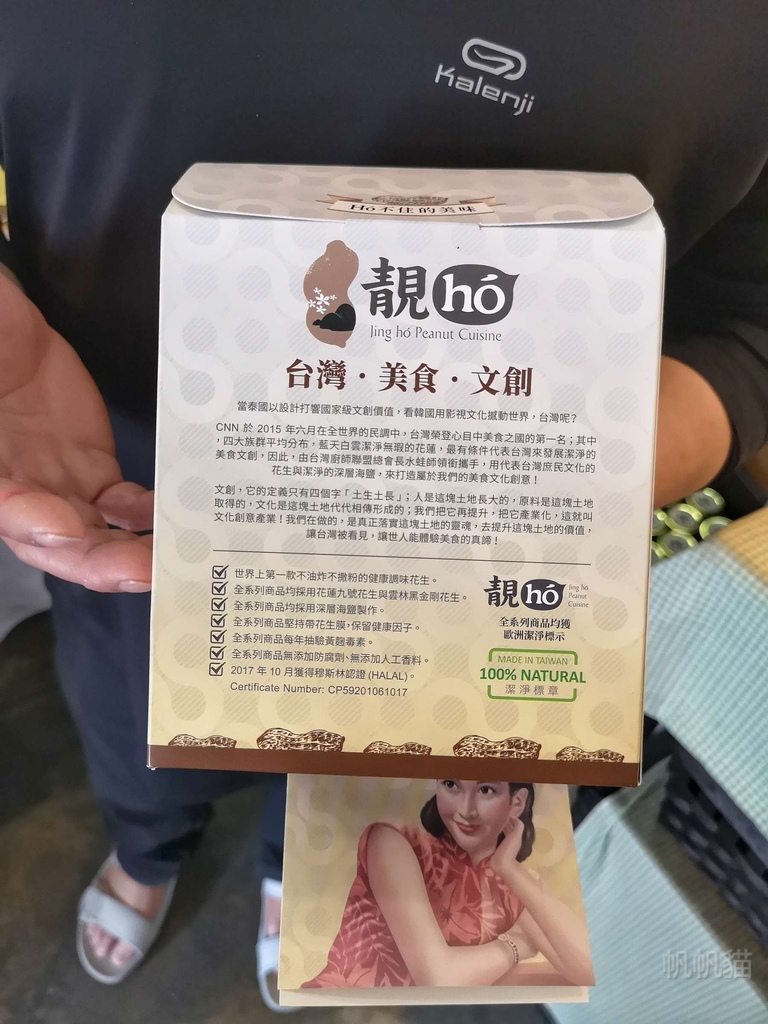 Kalenji
Hó不住的美味
靚hó
Jing hó Peanut Cuisine
台灣・美食・文創
當泰國以設計打響國家級文創價值，看韓國用影視文化撼動世界，台灣呢?
CNN 於 2015 年六月在全世界的民調中，台灣榮登心目中美食之國的第一名；其中
，四大族群平均分布，藍天白雲潔淨無瑕的花蓮，最有條件代表台灣來發展潔淨的
美食文創，因此，由台灣廚師聯盟總會長水蛙師領銜攜手，用代表台灣庶民文化的
花生與潔淨的深層海鹽，來打造屬於我們的美食文化創意！
文創，它的定義只有四個字「土生土長」；人是這塊土地長大的，原料是這塊土地
取得的，文化是這塊土地代代相傳形成的；我們把它再提升，把它產業化，這就叫
文化創意產業！我們在做的，是真正落實這塊土地的靈魂，去提升這塊土地的價值，
讓台灣被看見，讓世人能體驗美食的真諦！
世界上第一款不油炸不撒粉的健康調味花生。
全系列商品均採用花蓮九號花生與雲林黑金剛花生。
全系列商品均採用深層海鹽製作。
全系列商品堅持帶花生膜,保留健康因子。
全系列商品每年抽驗黃麴毒素。
全系列商品無添加防腐劑、無添加人工香料。
2017 年 10 月獲得穆斯林認證 (HALAL)。
Certificate Number: CP59201061017
靚hó
Jing hó
Peanut
Cuisine
全系列商品均獲
歐洲潔淨標示
MADE IN TAIWAN
100% NATURAL
潔淨標章
帆帆貓